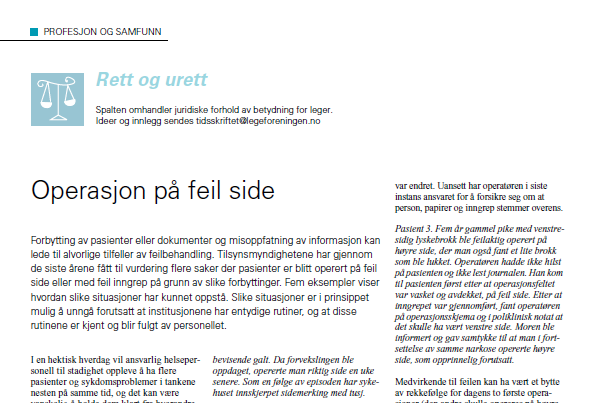 PROFESJON OG SAMFUNN
Rett og urett
Spalten omhandler juridiske forhold av betydning for leger.
Ideer og innlegg sendes tidsskriftet@legeforeningen.no
Operasjon på feil side
Forbytting av pasienter eller dokumenter og misoppfatning av informasjon kan
lede til alvorlige tilfeller av feilbehandling. Tilsynsmyndighetene har gjennom
de siste årene fått til vurdering flere saker der pasienter er blitt operert på feil
side eller med feil inngrep på grunn av slike forbyttinger. Fem eksempler viser
hvordan slike situasjoner har kunnet oppstå. Slike situasjoner er i prinsippet
mulig å unngå forutsatt at institusjonene har entydige rutiner, og at disse
rutinene er kjent og blir fulgt av personellet.
I en hektisk hverdag vil ansvarlig helseper-
sonell til stadighet oppleve å ha flere
pasienter og sykdomsproblemer i tankene
nesten på samme tid, og det kan være
bevisende galt. Da forvekslingen ble
oppdaget, opererte man riktig side en uke
senere. Som en følge av episoden har syke-
huset innskjerpet sidemerking med tusj.
var endret. Uansett har operatøren i siste
instans ansvaret for å forsikre seg om at
person, papirer og inngrep stemmer overens.
Pasient 3. Fem år gammel pike med venstre-
sidig lyskebrokk ble feilaktig operert på
høyre side, der man også fant et lite brokk
som ble lukket. Operatøren hadde ikke hilst
på pasienten og ikke lest journalen. Han kom
til pasienten først etter at operasjonsfeltet
var vasket og avdekket, på feil side. Etter at
inngrepet var gjennomført, fant operatøren
på operasjonsskjema og i poliklinisk notat at
det skulle ha vært venstre side. Moren ble
informert og gav samtykke til at man i fort-
settelse av samme narkose opererte høyre
side, som opprinnelig forutsatt.
Medvirkende til feilen kan ha vært et bytte
av rekkefølge for dagens to første opera-